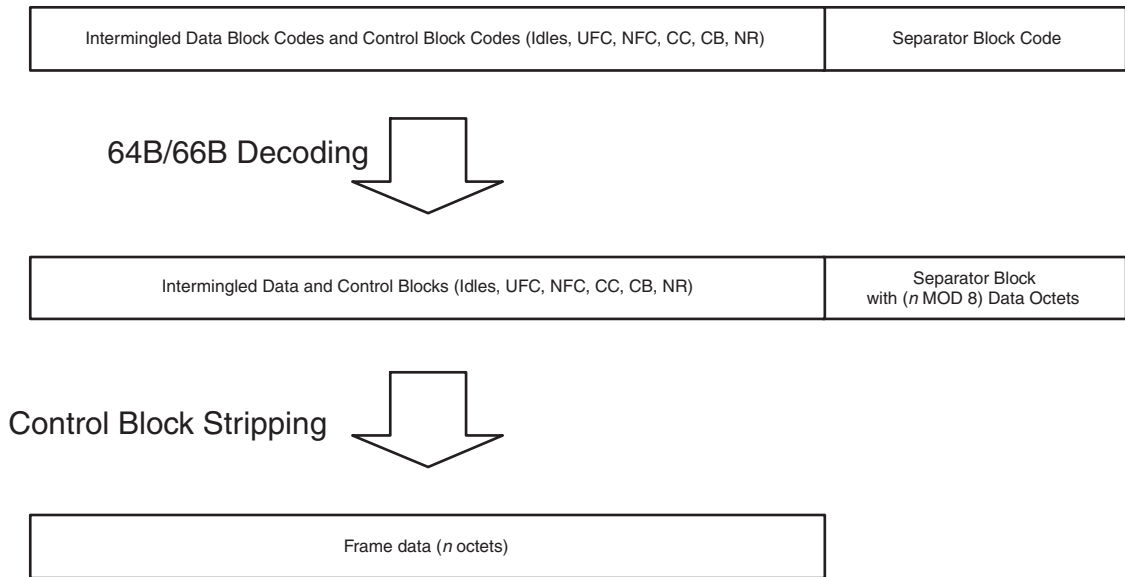 Intermingled Data Block Codes and Control Block Codes (Idles, UFC, NFC, CC, CB, NR)
Separator Block Code
64B/66B Decoding
Intermingled Data and Control Blocks (Idles, UFC, NFC, CC, CB, NR)
Separator Block
with (n MOD 8) Data Octets
Control Block Stripping
Frame data (n octets)